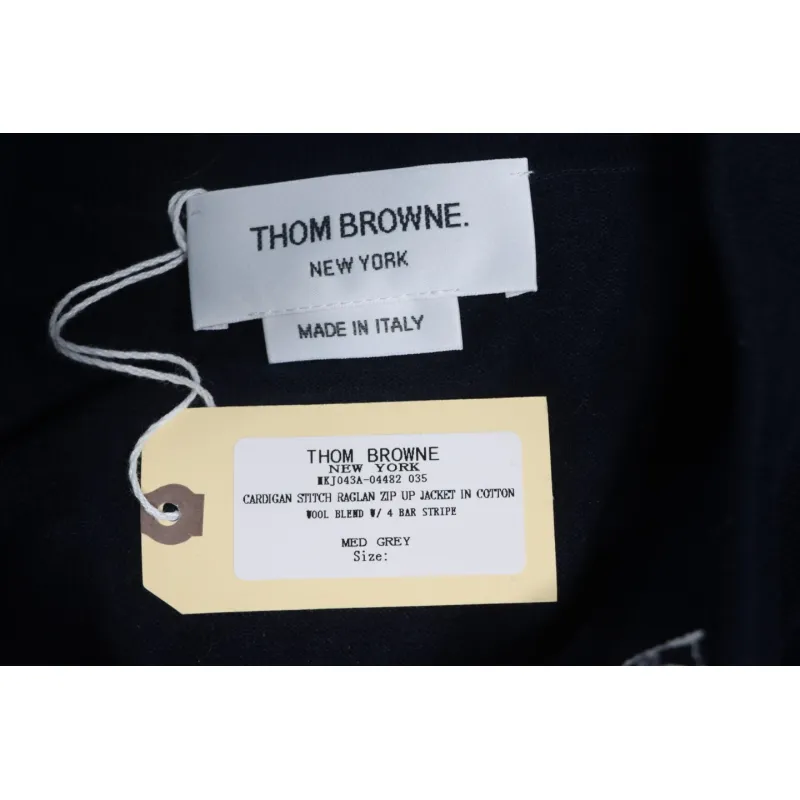 THOM BROWNE.
NEW YORK
MADE IN ITALY
THOM BROWNE
NEW YORK
MKJ043A-04482 035
CARDIGAN STITCH RAGLAN ZIP UP JACKET IN COTTON
WOOL BLEND W/ 4 BAR STRIPE
MED GREY
Size: